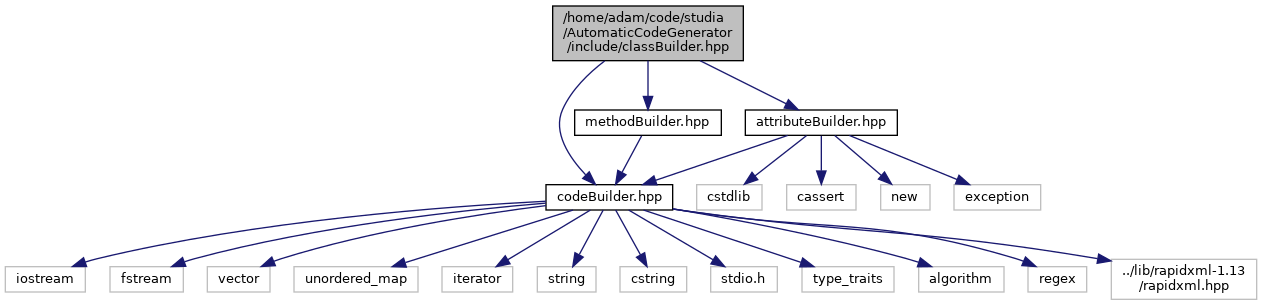 /home/adam/code/studia
/AutomaticCodeGenerator
/include/classBuilder.hpp
methodBuilder.hpp
attributeBuilder.hpp
codeBuilder.hpp
cstdlib
cassert
new
exception
iostream
fstream
vector
unordered_map
iterator
string
cstring
stdio.h
type_traits
algorithm
regex
../lib/rapidxml-1.13
/rapidxml.hpp